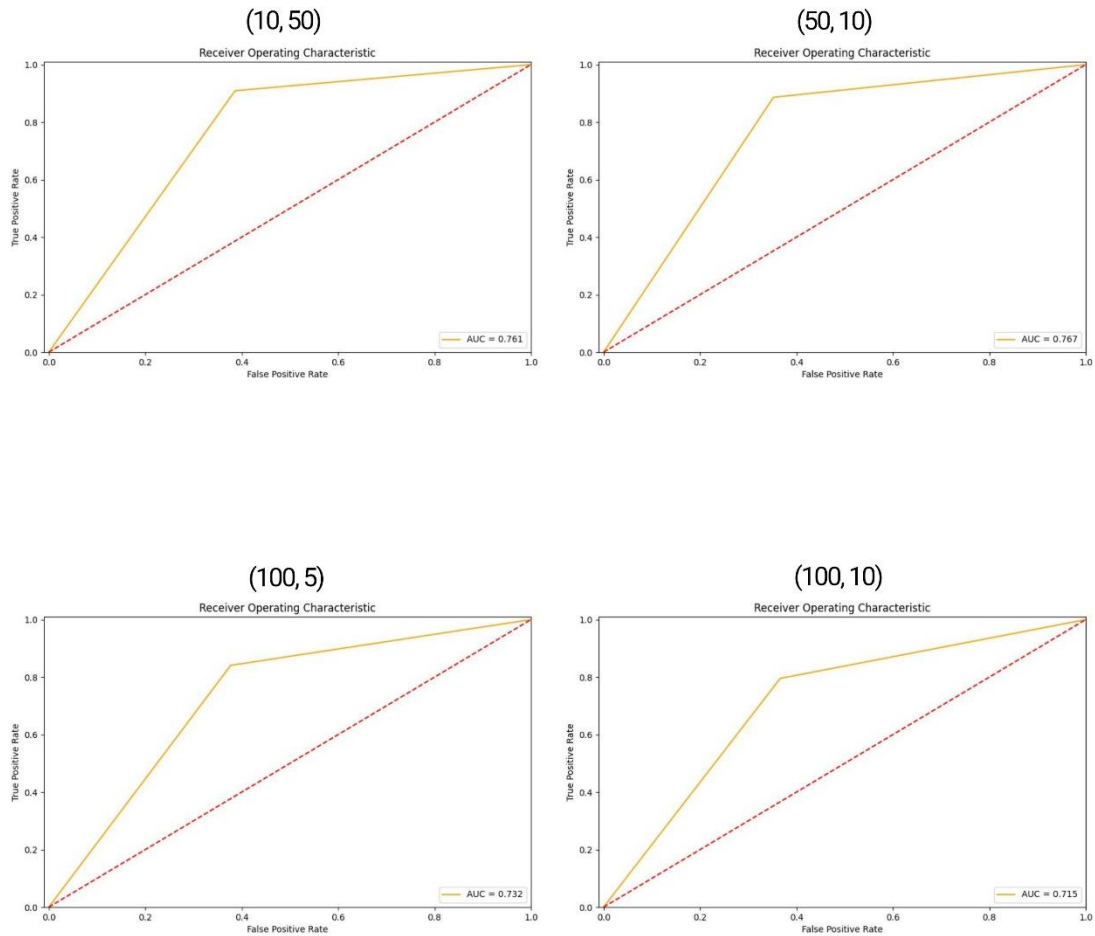 (10, 50)
Receiver Operating Characteristic
1.0
0.8
0.6
0.4
0.2
0.0
True Positive Rate
0.0 0.2 0.4 0.6 0.8 1.0
False Positive Rate
AUC = 0.761
(50, 10)
Receiver Operating Characteristic
1.0
0.8
0.6
0.4
0.2
0.0
True Positive Rate
0.0 0.2 0.4 0.6 0.8 1.0
False Positive Rate
AUC = 0.767
(100, 5)
Receiver Operating Characteristic
1.0
0.8
0.6
0.4
0.2
0.0
True Positive Rate
0.0 0.2 0.4 0.6 0.8 1.0
False Positive Rate
AUC = 0.732
(100, 10)
Receiver Operating Characteristic
1.0
0.8
0.6
0.4
0.2
0.0
True Positive Rate
0.0 0.2 0.4 0.6 0.8 1.0
False Positive Rate
AUC = 0.715